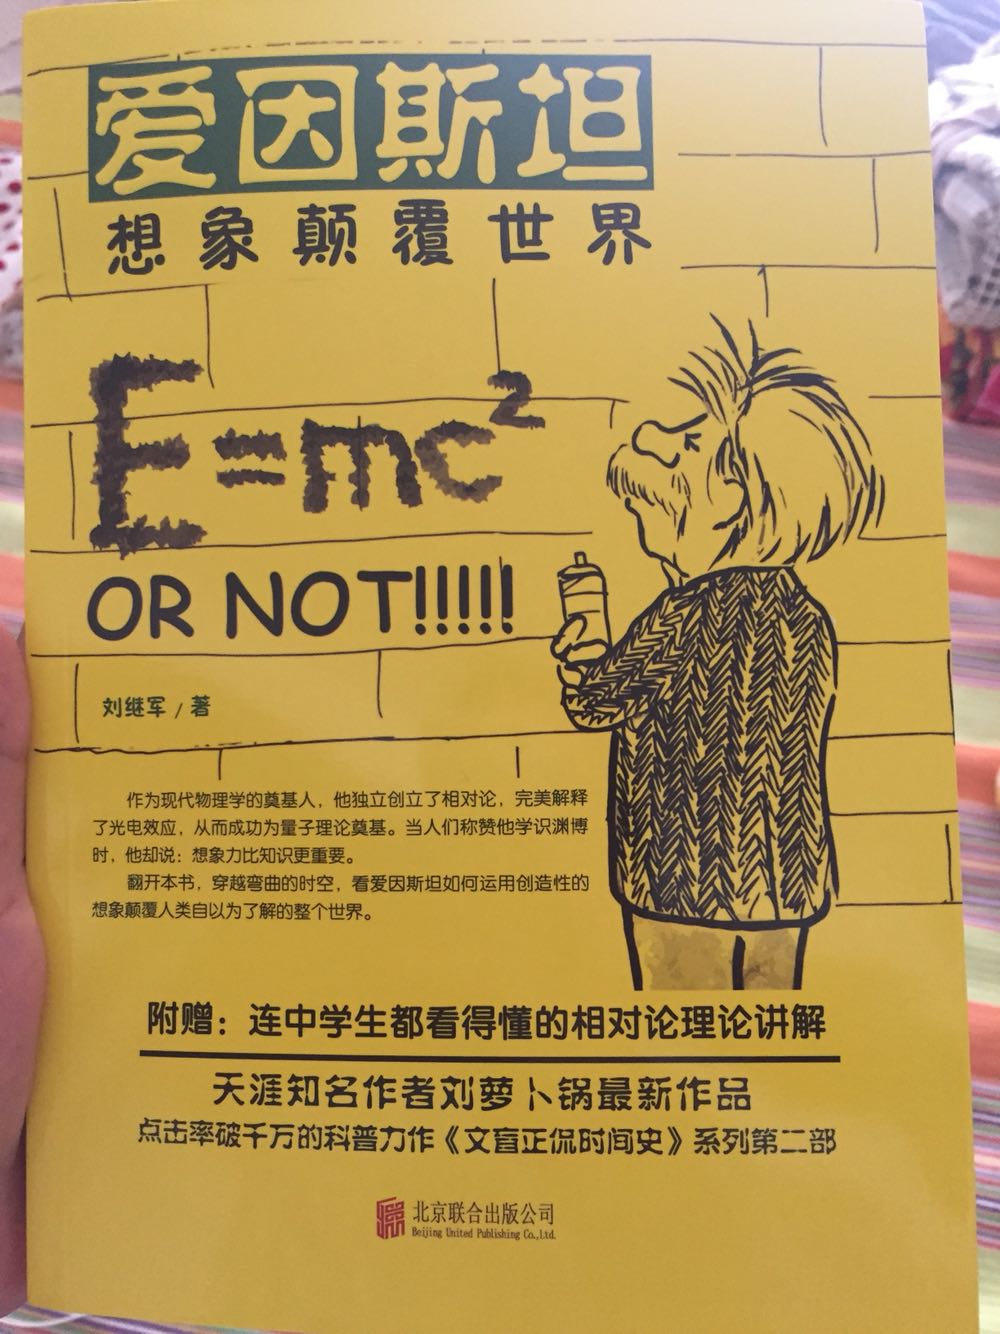 爱因斯坦
想象颠覆世界
E=mc²
OR NOT!!!!!
刘继军 / 著
作为现代物理学的奠基人，他独立创立了相对论，完美解释
了光电效应，从而成功为量子理论奠基。当人们称赞他学识渊博
时，他却说：想象力比知识更重要。
翻开本书，穿越弯曲的时空，看爱因斯坦如何运用创造性的
想象颠覆人类自以为了解的整个世界。
附赠：连中学生都看得懂的相对论理论讲解
天涯知名作者刘萝卜锅最新作品
点击率破千万的科普力作《文盲正侃时间史》系列第二部
北京联合出版公司
Beijing United Publishing Co.,Ltd.